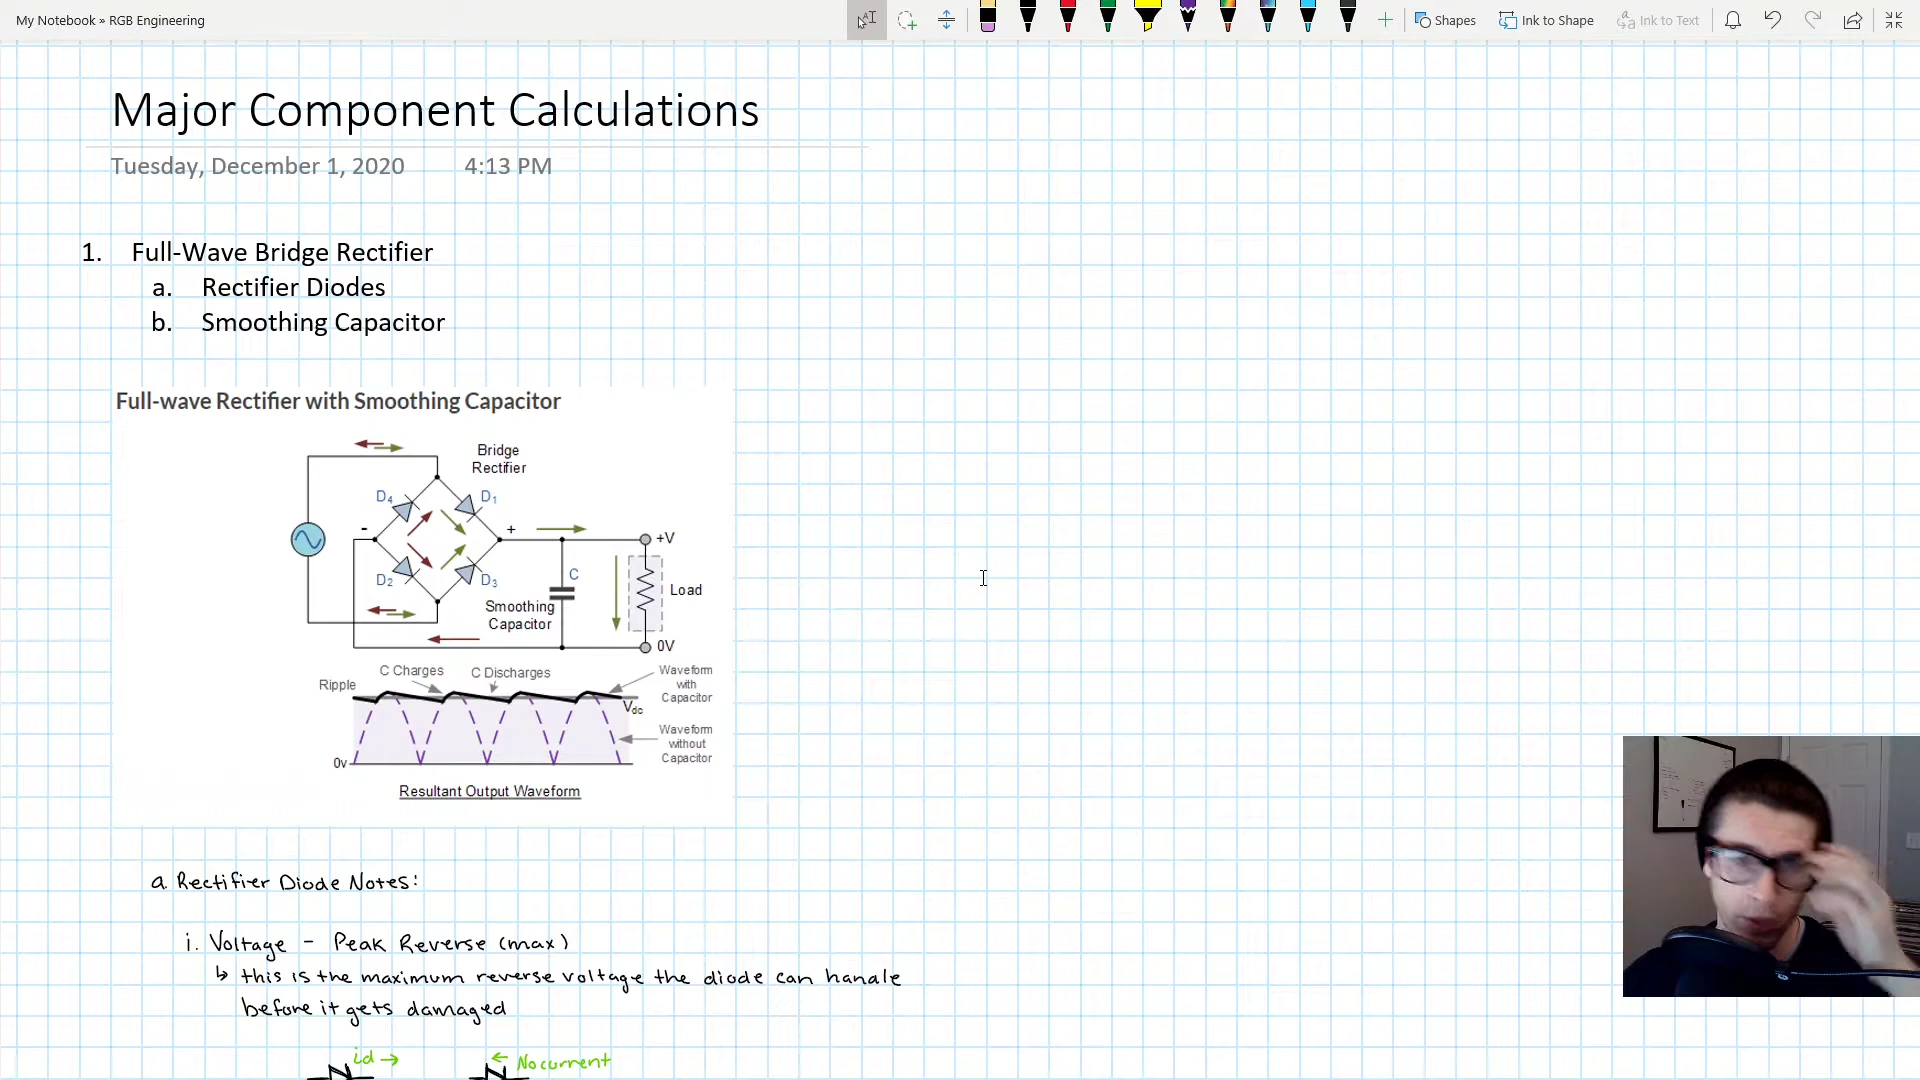 My Notebook » RGB Engineering
Shapes
Ink to Shape
Ink to Text
Major Component Calculations
Tuesday, December 1, 2020 4:13 PM
1. Full-Wave Bridge Rectifier
a. Rectifier Diodes
b. Smoothing Capacitor
Full-wave Rectifier with Smoothing Capacitor
Bridge
Rectifier
D4
D1
-
+
+V
D2
D3
C
Load
Smoothing
Capacitor
0V
C Charges
C Discharges
Waveform
with
Capacitor
Ripple
Vdc
Waveform
without
Capacitor
0v
Resultant Output Waveform
a. Rectifier Diode Notes:
i. Voltage - Peak Reverse (max)
↳ this is the maximum reverse voltage the diode can handle
before it gets damaged
id →
← No current